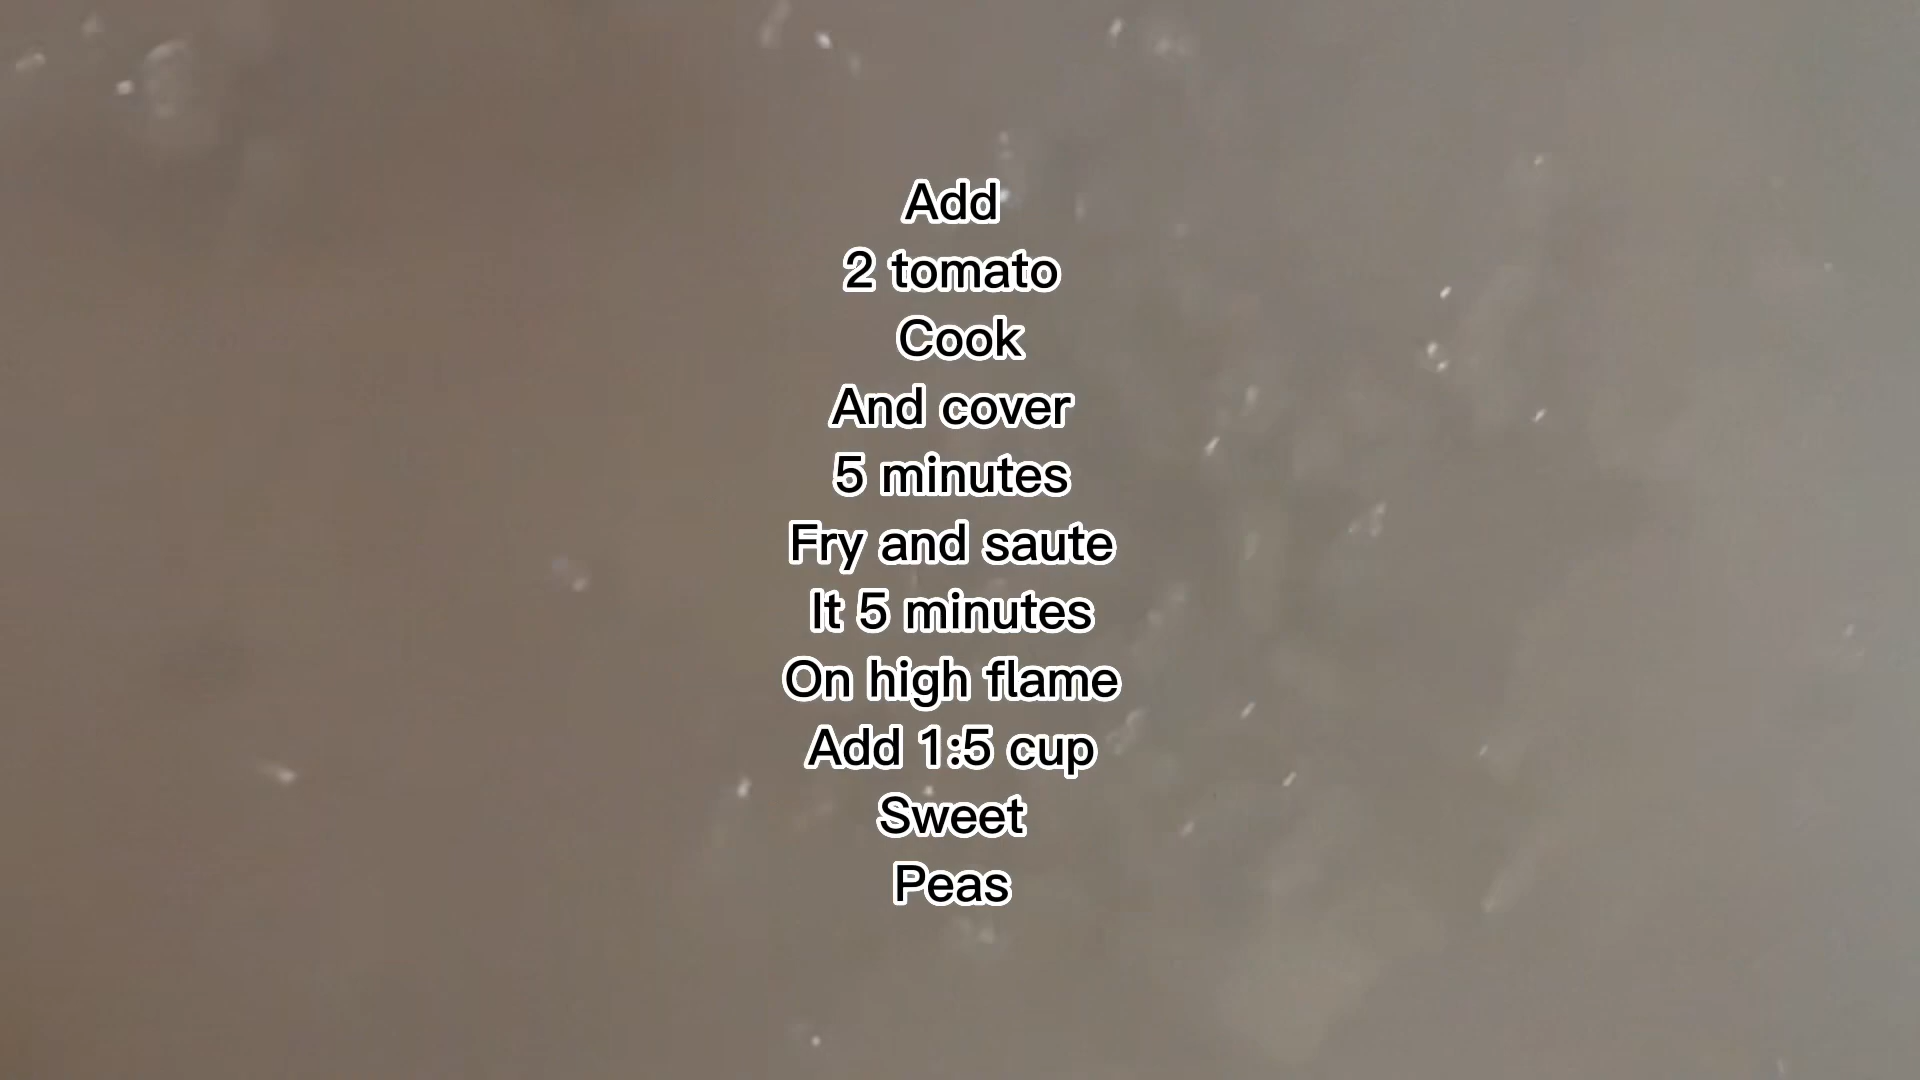 Add
2 tomato
Cook
And cover
5 minutes
Fry and saute
It 5 minutes
On high flame
Add 1:5 cup
Sweet
Peas